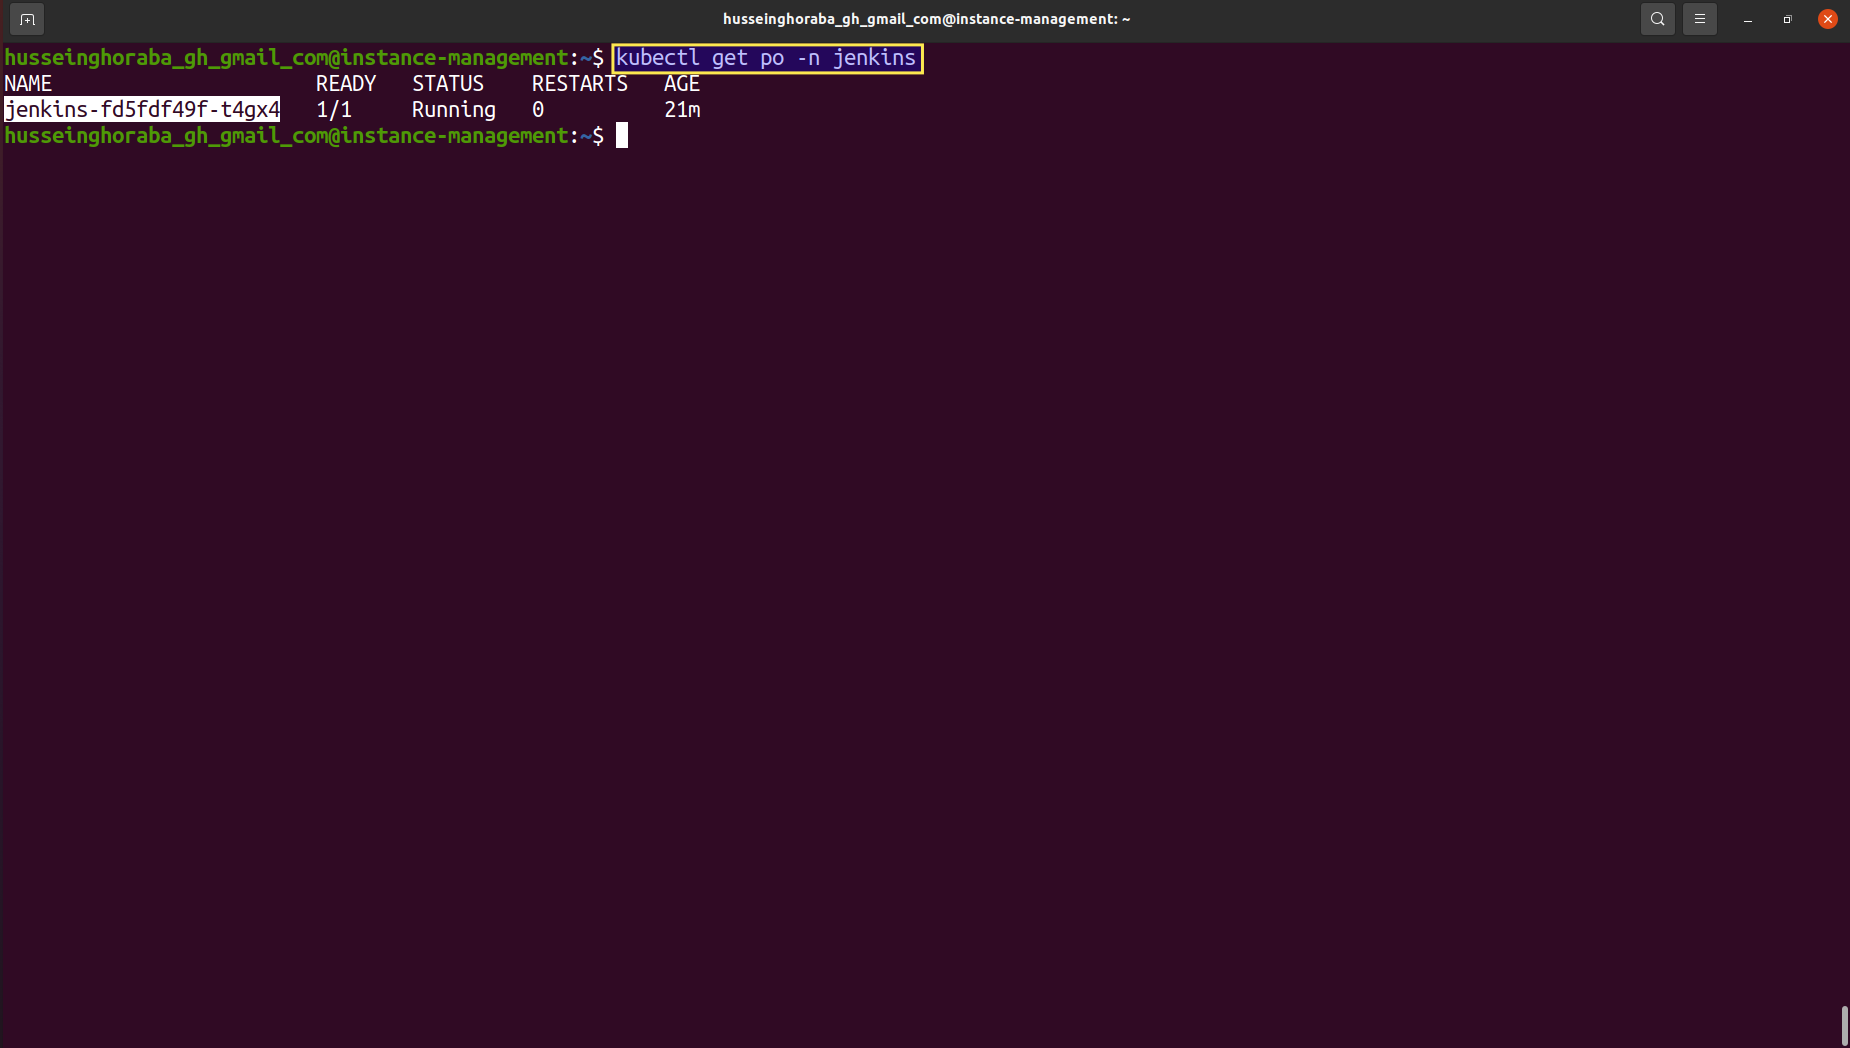 husseinghoraba_gh_gmail_com@instance-management: ~
husseinghoraba_gh_gmail_com@instance-management:~$ kubectl get po -n jenkins
NAME READY STATUS RESTARTS AGE
jenkins-fd5fdf49f-t4gx4 1/1 Running 0 21m
husseinghoraba_gh_gmail_com@instance-management:~$